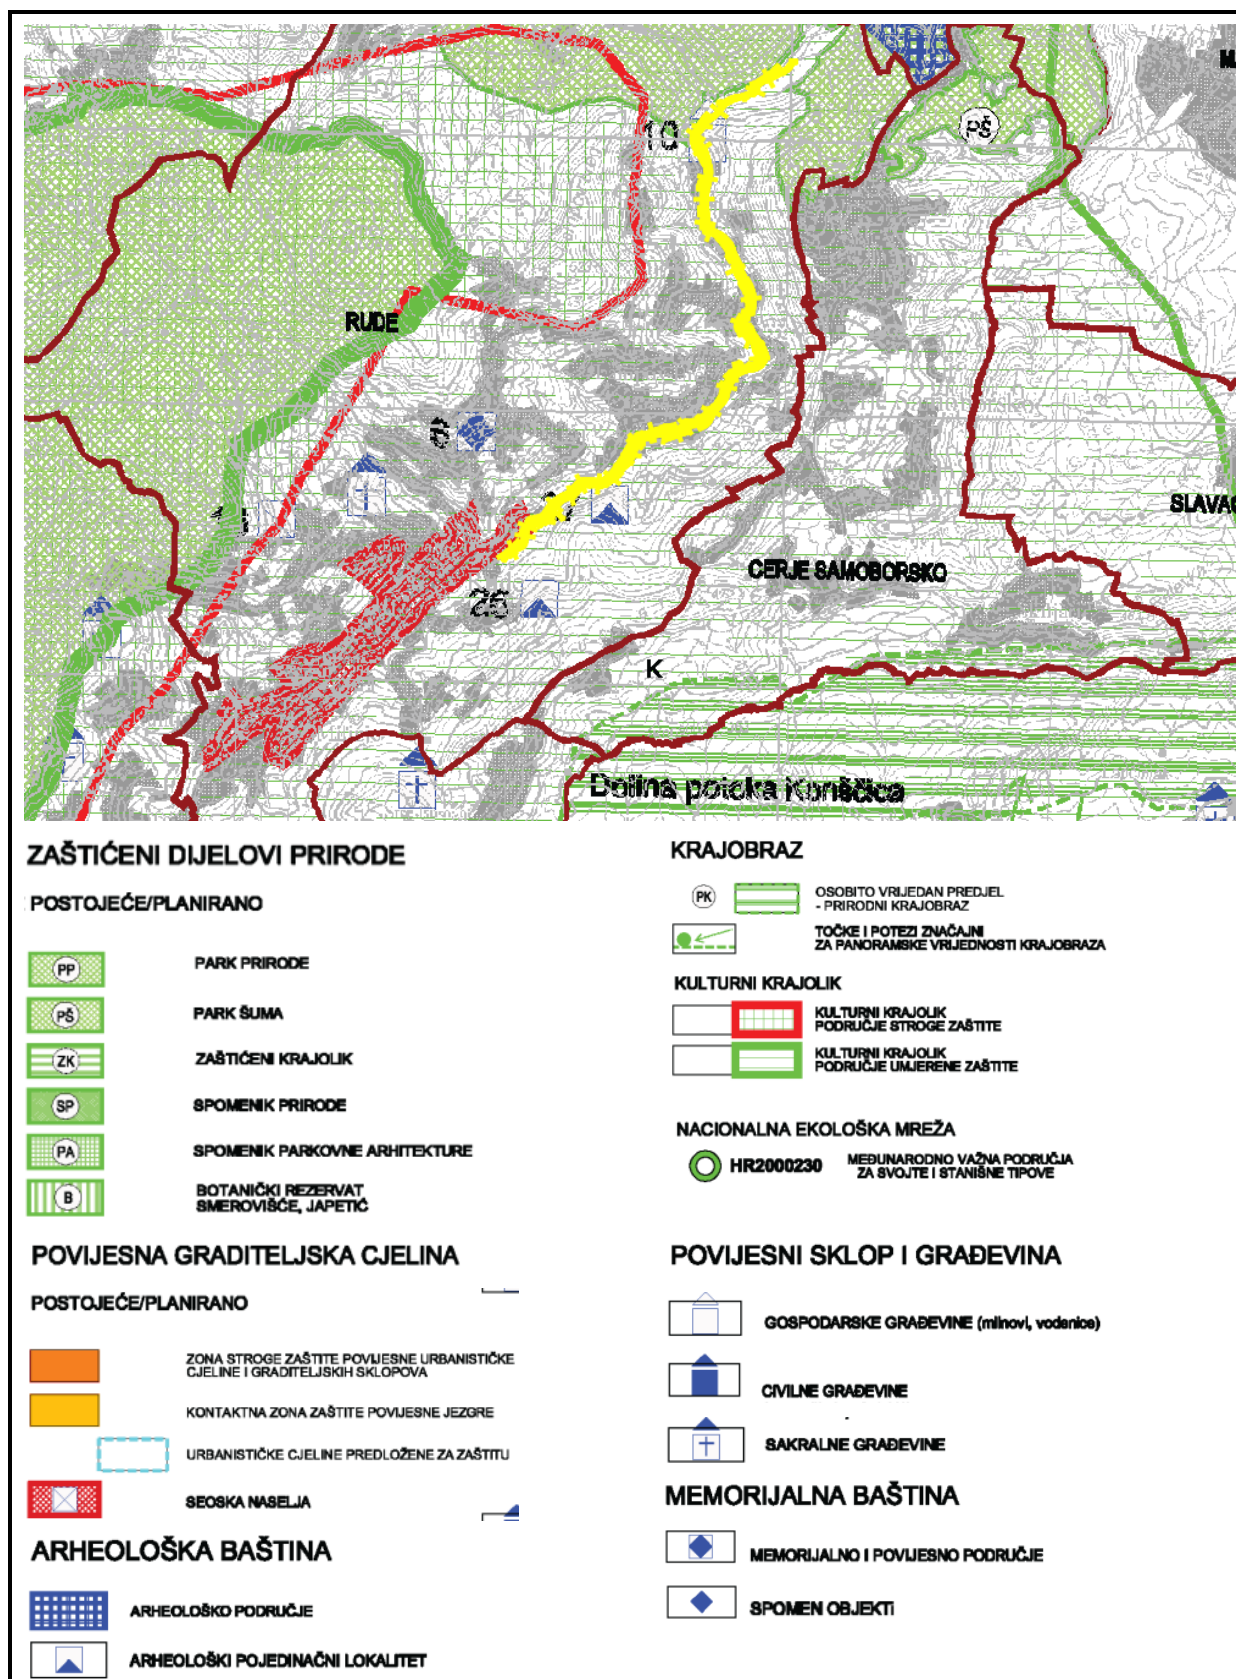 10
PŠ
RUDE
6
SLAVAG
CERJE SAMOBORSKO
25
K
Dolina potoka Koriščica
ZAŠTIĆENI DIJELOVI PRIRODE
POSTOJEĆE/PLANIRANO
PP PARK PRIRODE
PŠ PARK ŠUMA
ZK ZAŠTIĆENI KRAJOLIK
SP SPOMENIK PRIRODE
PA SPOMENIK PARKOVNE ARHITEKTURE
B BOTANIČKI REZERVAT
SMEROVIŠĆE, JAPETIĆ
KRAJOBRAZ
PK OSOBITO VRIJEDAN PREDJEL
- PRIRODNI KRAJOBRAZ
TOČKE I POTEZI ZNAČAJNI
ZA PANORAMSKE VRIJEDNOSTI KRAJOBRAZA
KULTURNI KRAJOLIK
KULTURNI KRAJOLIK
PODRUČJE STROGE ZAŠTITE
KULTURNI KRAJOLIK
PODRUČJE UMJERENE ZAŠTITE
NACIONALNA EKOLOŠKA MREŽA
HR2000230 MEĐUNARODNO VAŽNA PODRUČJA
ZA SVOJTE I STANIŠNE TIPOVE
POVIJESNA GRADITELJSKA CJELINA
POSTOJEĆE/PLANIRANO
ZONA STROGE ZAŠTITE POVIJESNE URBANISTIČKE
CJELINE I GRADITELJSKIH SKLOPOVA
KONTAKTNA ZONA ZAŠTITE POVIJESNE JEZGRE
URBANISTIČKE CJELINE PREDLOŽENE ZA ZAŠTITU
SEOSKA NASELJA
ARHEOLOŠKA BAŠTINA
ARHEOLOŠKO PODRUČJE
ARHEOLOŠKI POJEDINAČNI LOKALITET
POVIJESNI SKLOP I GRAĐEVINA
GOSPODARSKE GRAĐEVINE (mlinovi, vodenice)
CIVILNE GRAĐEVINE
SAKRALNE GRAĐEVINE
MEMORIJALNA BAŠTINA
MEMORIJALNO I POVIJESNO PODRUČJE
SPOMEN OBJEKTI